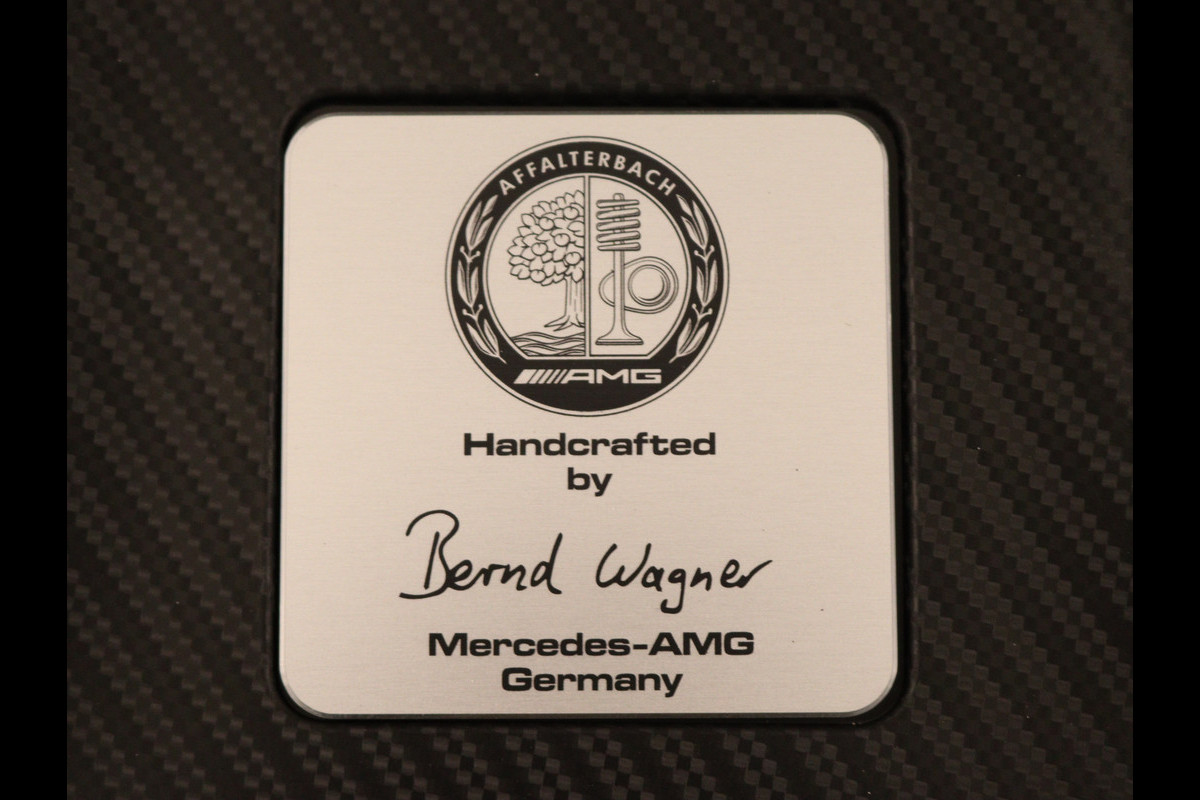 AFFALTERBACH
AMG
Handcrafted
by
Bernd Wagner
Mercedes-AMG
Germany